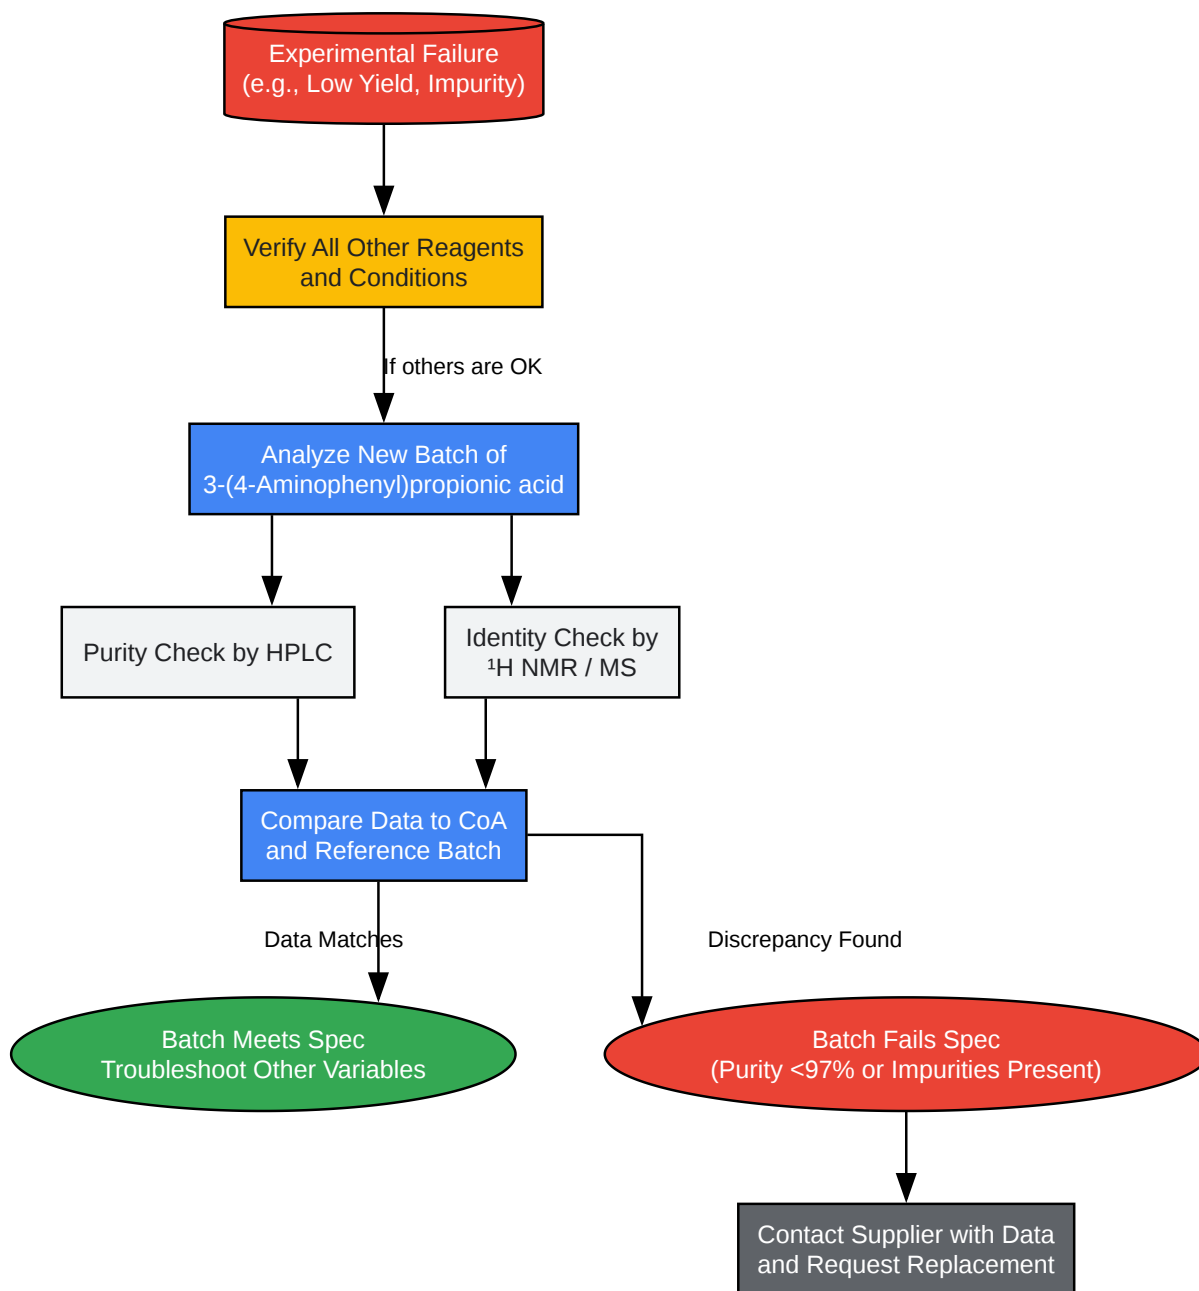 Experimental Failure
(e.g., Low Yield, Impurity)
Verify All Other Reagents
and Conditions
If others are OK
Analyze New Batch of
3-(4-Aminophenyl)propionic acid
Purity Check by HPLC
Identity Check by
¹H NMR / MS
Compare Data to CoA
and Reference Batch
Data Matches
Discrepancy Found
Batch Meets Spec
Troubleshoot Other Variables
Batch Fails Spec
(Purity <97% or Impurities Present)
Contact Supplier with Data
and Request Replacement